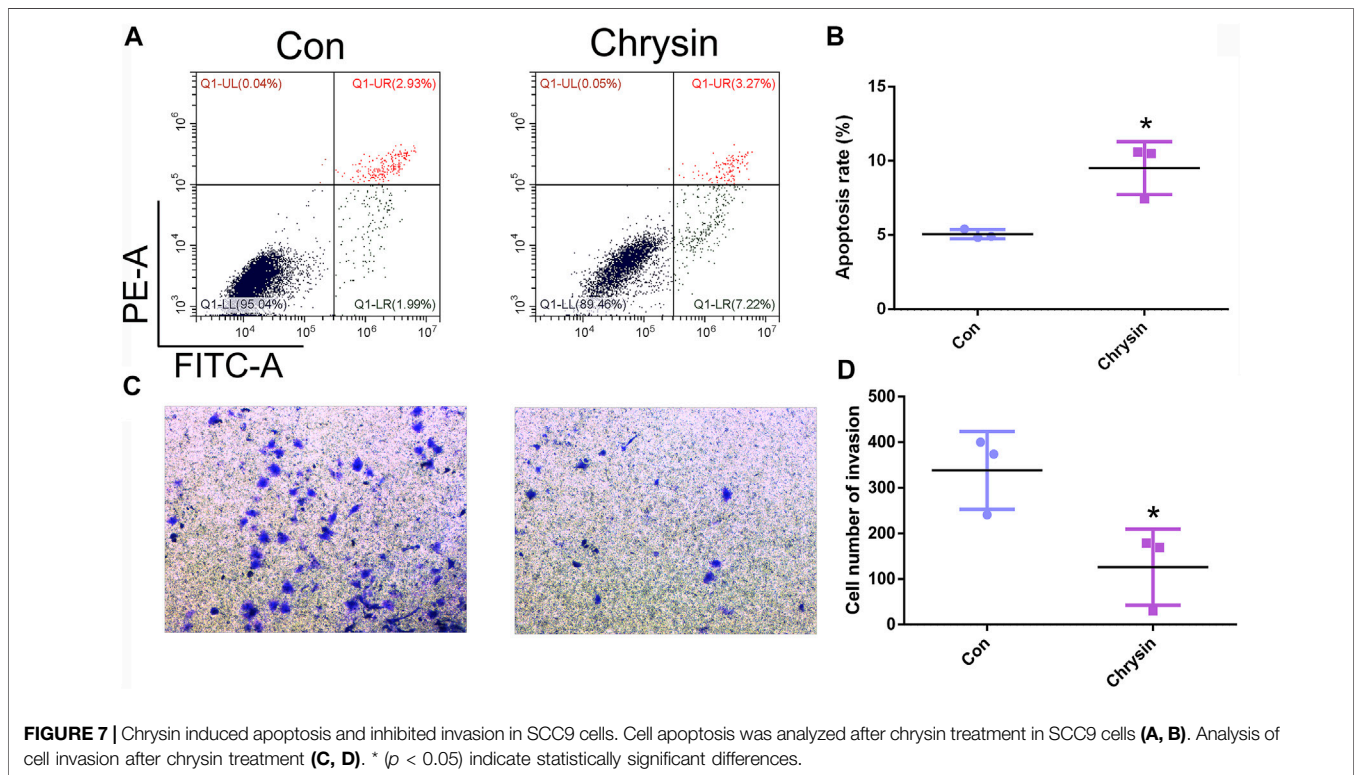 A
Con
Chrysin
B
Q1-UL(0.04%)
Q1-UR(2.93%)
Q1-LL(95.04%)
Q1-LR(1.99%)
10^3
10^4
10^5
10^6
10^4
10^5
10^6
10^7
PE-A
FITC-A
Q1-UL(0.05%)
Q1-UR(3.27%)
Q1-LL(89.46%)
Q1-LR(7.22%)
10^3
10^4
10^5
10^6
10^4
10^5
10^6
10^7
Apoptosis rate (%)
15
10
5
0
*
Con
Chrysin
C
D
Cell number of invasion
500
400
300
200
100
0
*
Con
Chrysin
FIGURE 7 | Chrysin induced apoptosis and inhibited invasion in SCC9 cells. Cell apoptosis was analyzed after chrysin treatment in SCC9 cells (A, B). Analysis of
cell invasion after chrysin treatment (C, D). * (p < 0.05) indicate statistically significant differences.